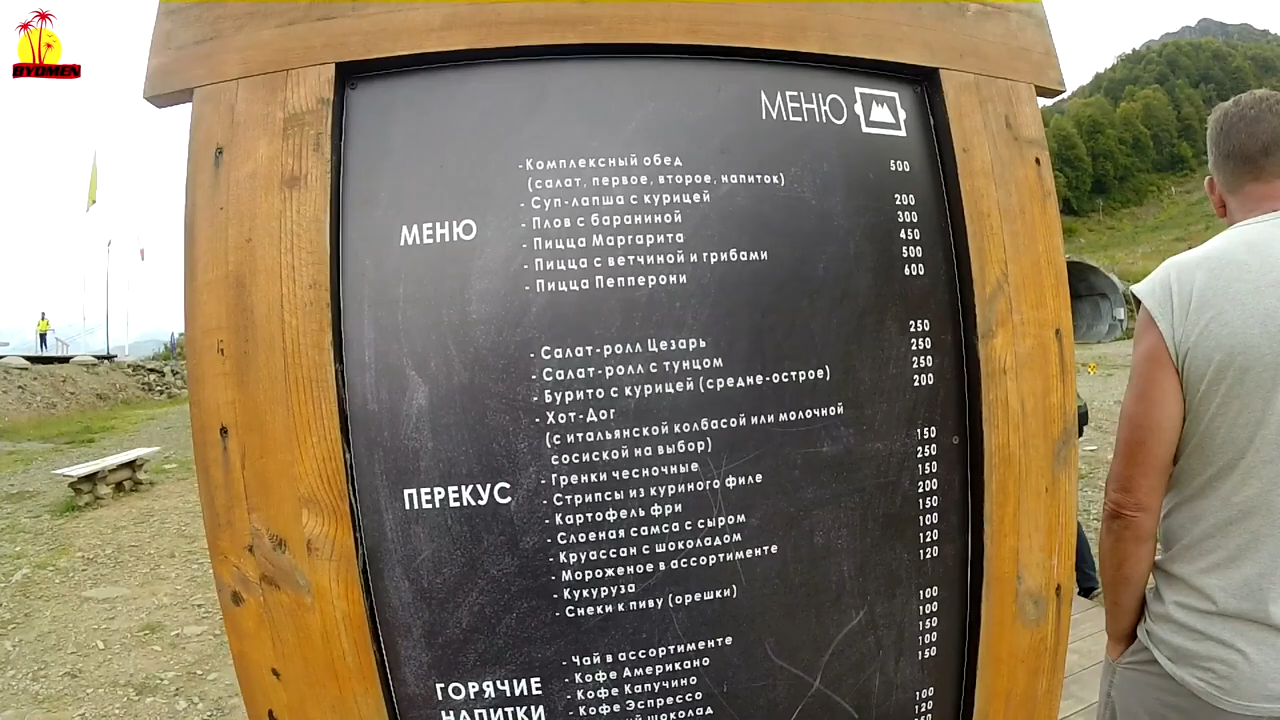 BYDMEN
МЕНЮ
МЕНЮ
-Комплексный обед 500
(салат, первое, второе, напиток)
- Суп-лапша с курицей 200
- Плов с бараниной 300
- Пицца Маргарита 450
- Пицца с ветчиной и грибами 500
- Пицца Пепперони 600
ПЕРЕКУС
- Салат-ролл Цезарь 250
- Салат-ролл с тунцом 250
- Бурито с курицей (средне-острое) 250
- Хот-Дог 200
(с итальянской колбасой или молочной
сосиской на выбор)
- Гренки чесночные 150
- Стрипсы из куриного филе 250
- Картофель фри 150
- Слоеная самса с сыром 200
- Круассан с шоколадом 150
- Мороженое в ассортименте 100
- Кукуруза 120
- Снеки к пиву (орешки) 120
ГОРЯЧИЕ
НАПИТКИ
- Чай в ассортименте 100
- Кофе Американо 100
- Кофе Капучино 150
- Кофе Эспрессо 100
шоколад 150
100
120